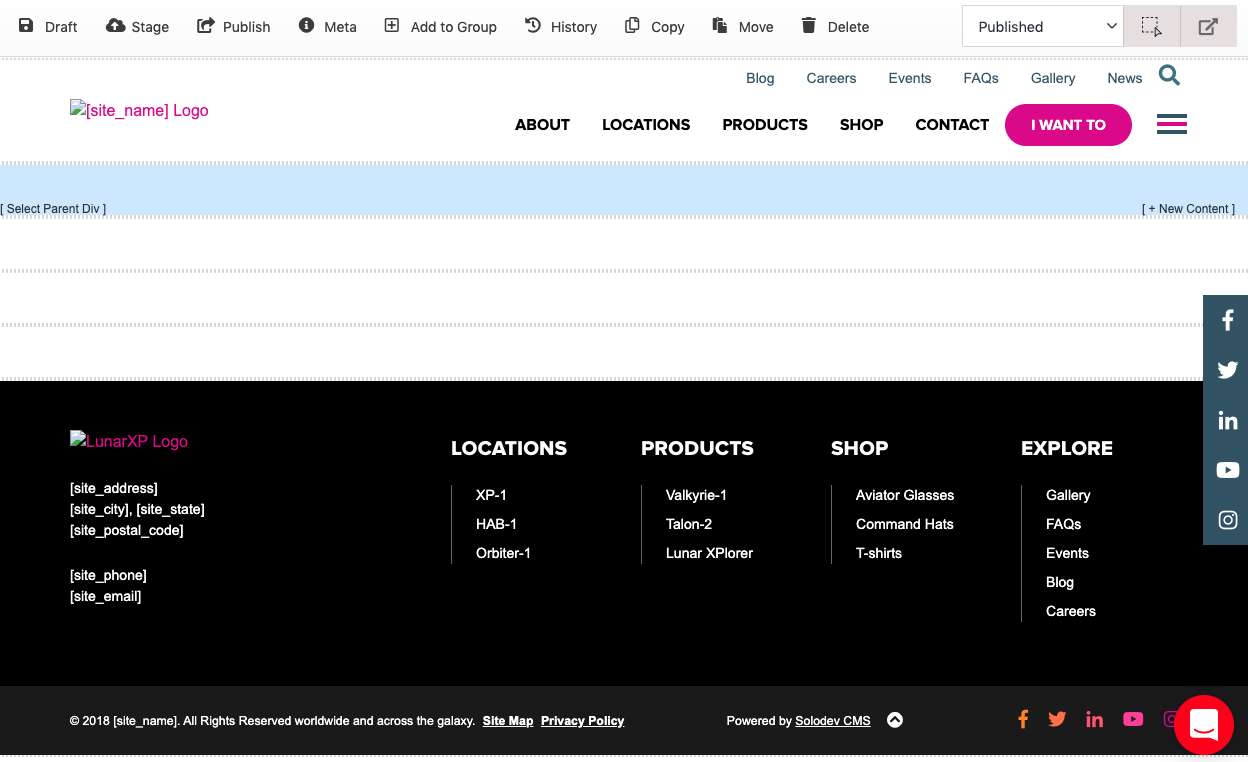 Draft Stage Publish Meta Add to Group History Copy Move Delete Published
Blog Careers Events FAQs Gallery News
[site_name] Logo
ABOUT LOCATIONS PRODUCTS SHOP CONTACT I WANT TO
[ Select Parent Div ] [ + New Content ]
LunarXP Logo
[site_address]
[site_city], [site_state]
[site_postal_code]
[site_phone]
[site_email]
LOCATIONS
XP-1
HAB-1
Orbiter-1
PRODUCTS
Valkyrie-1
Talon-2
Lunar XPlorer
SHOP
Aviator Glasses
Command Hats
T-shirts
EXPLORE
Gallery
FAQs
Events
Blog
Careers
© 2018 [site_name]. All Rights Reserved worldwide and across the galaxy. Site Map Privacy Policy Powered by Solodev CMS